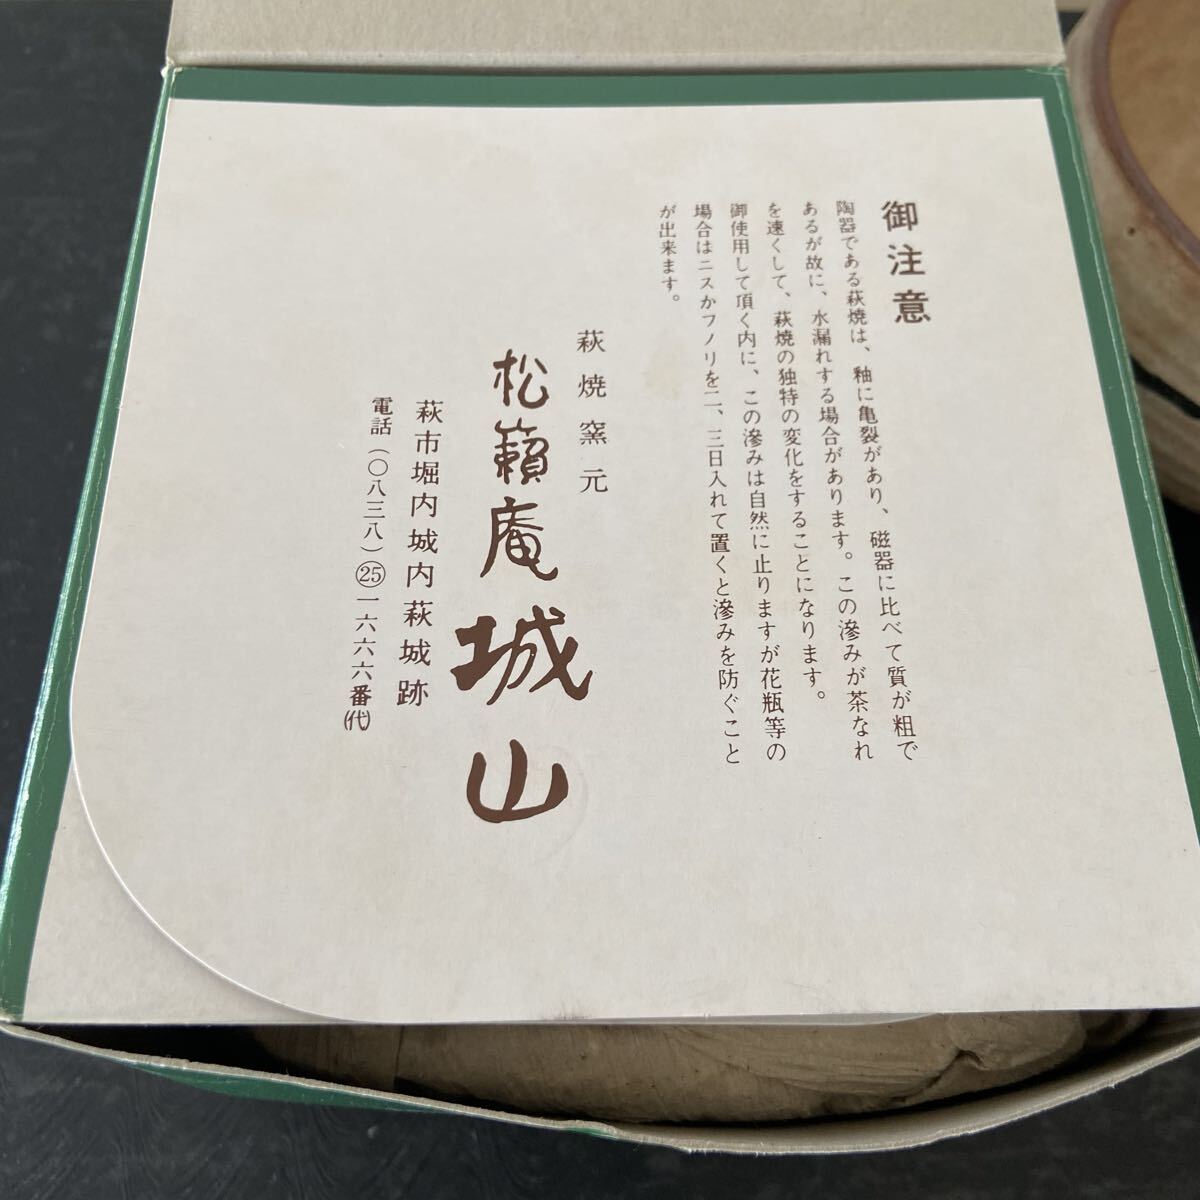 御注意
陶器である萩焼は、釉に亀裂があり、磁器に比べて質が粗で
あるが故に、水漏れする場合があります。この滲みが茶なれ
を速くして、萩焼の独特の変化をすることになります。
御使用して頂く内に、この滲みは自然に止りますが花瓶等の
場合はニスかフノリを二、三日入れて置くと滲みを防ぐこと
が出来ます。
萩焼窯元
松籟庵城山
萩市堀内城内萩城跡
電話(〇八三八)㉕一六六六番(代)